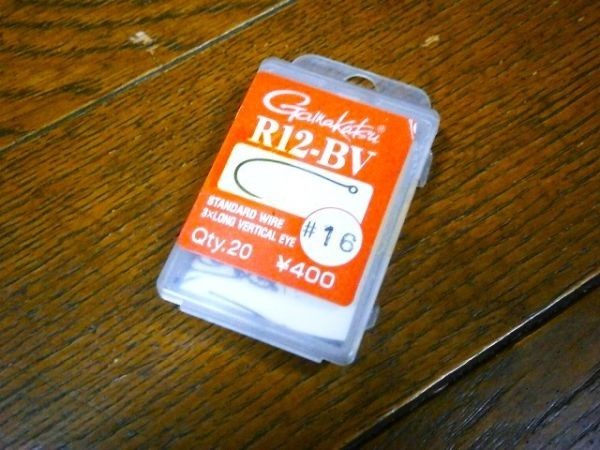 Gamakatsu
R12-BV
STANDARD WIRE
3×LONG VERTICAL EYE
#16
Qty.20 ¥400